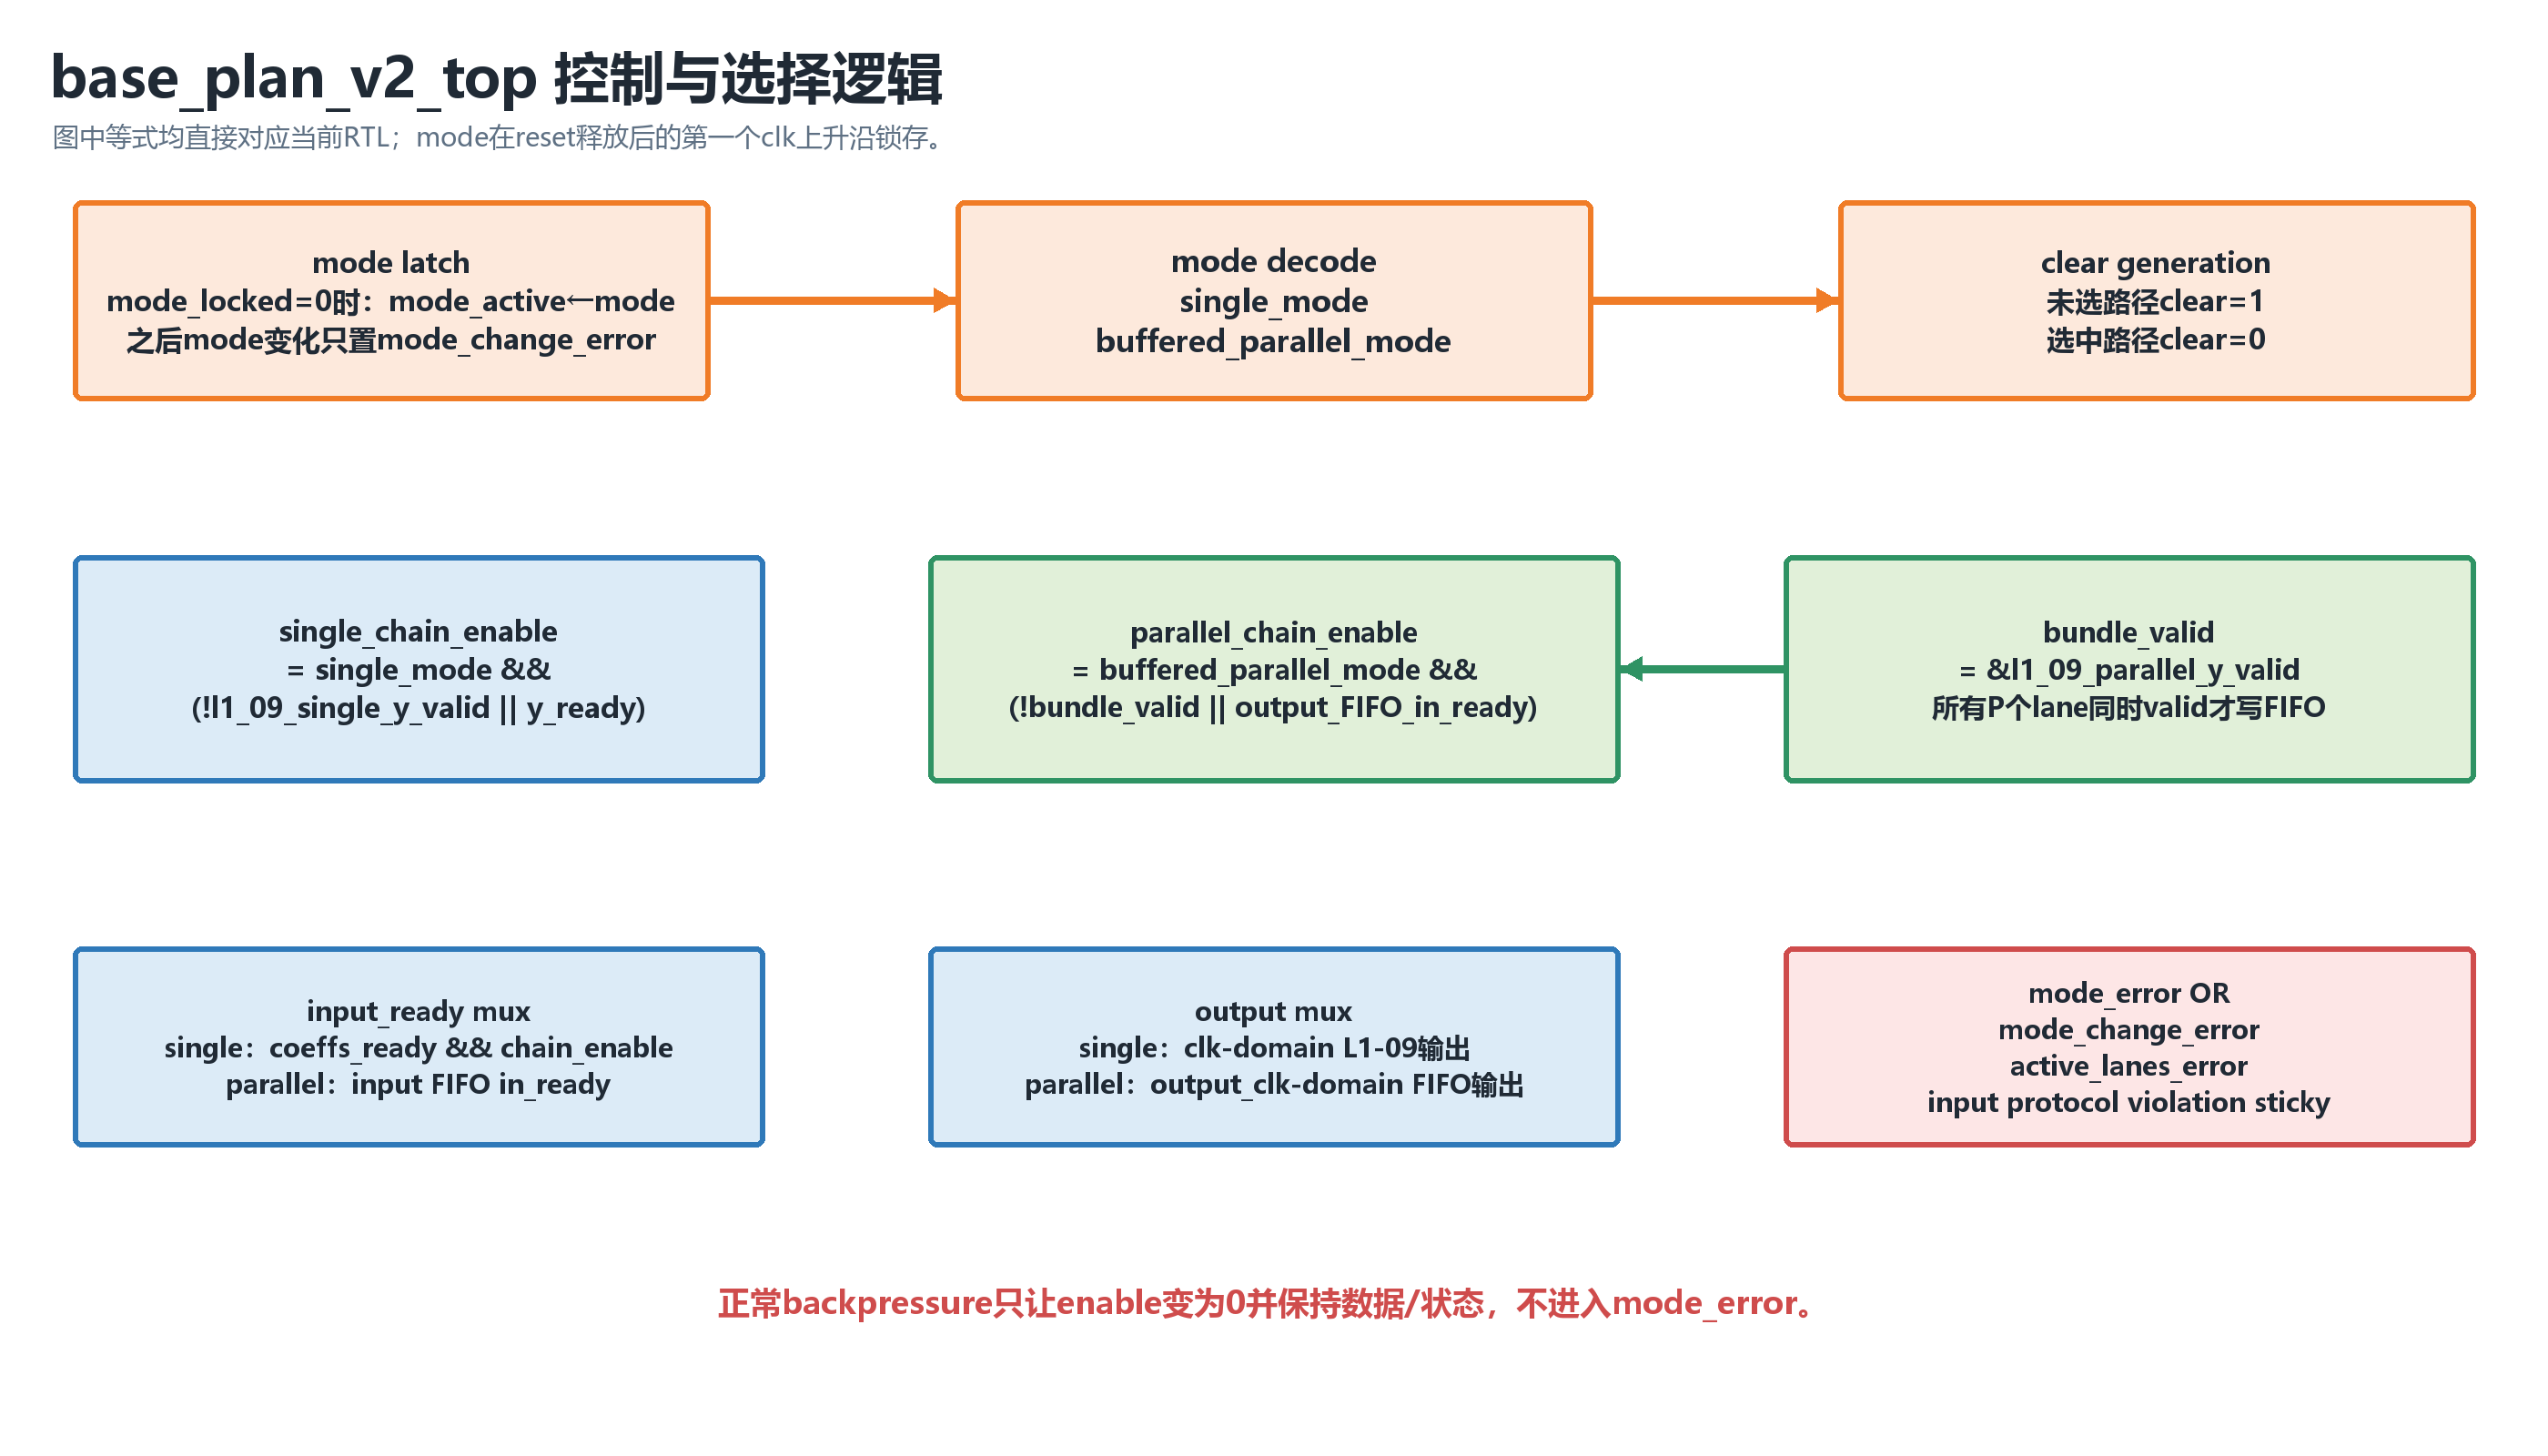 base_plan_v2_top 控制与选择逻辑
图中等式均直接对应当前RTL；mode在reset释放后的第一个clk上升沿锁存。
mode latch
mode_locked=0时：mode_active←mode
之后mode变化只置mode_change_error
mode decode
single_mode
buffered_parallel_mode
clear generation
未选路径clear=1
选中路径clear=0
single_chain_enable
= single_mode &&
(!l1_09_single_y_valid || y_ready)
parallel_chain_enable
= buffered_parallel_mode &&
(!bundle_valid || output_FIFO_in_ready)
bundle_valid
= &l1_09_parallel_y_valid
所有P个lane同时valid才写FIFO
input_ready mux
single：coeffs_ready && chain_enable
parallel：input FIFO in_ready
output mux
single：clk-domain L1-09输出
parallel：output_clk-domain FIFO输出
mode_error OR
mode_change_error
active_lanes_error
input protocol violation sticky
正常backpressure只让enable变为0并保持数据/状态，不进入mode_error。